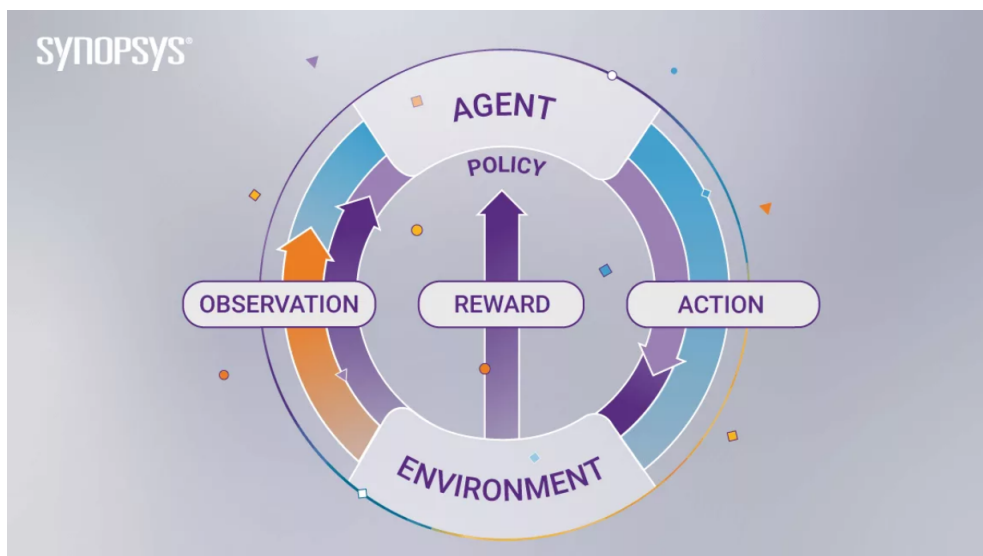 SYNOPSYS®
AGENT
POLICY
OBSERVATION
REWARD
ACTION
ENVIRONMENT